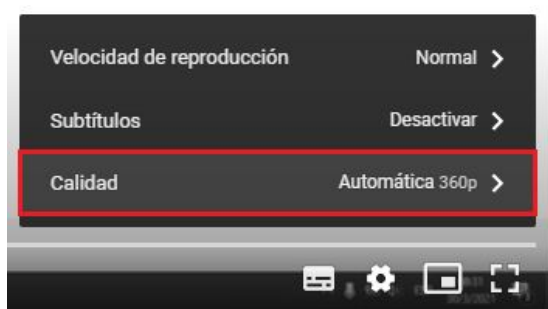 Velocidad de reproducción Normal
Subtítulos Desactivar
Calidad Automática 360p